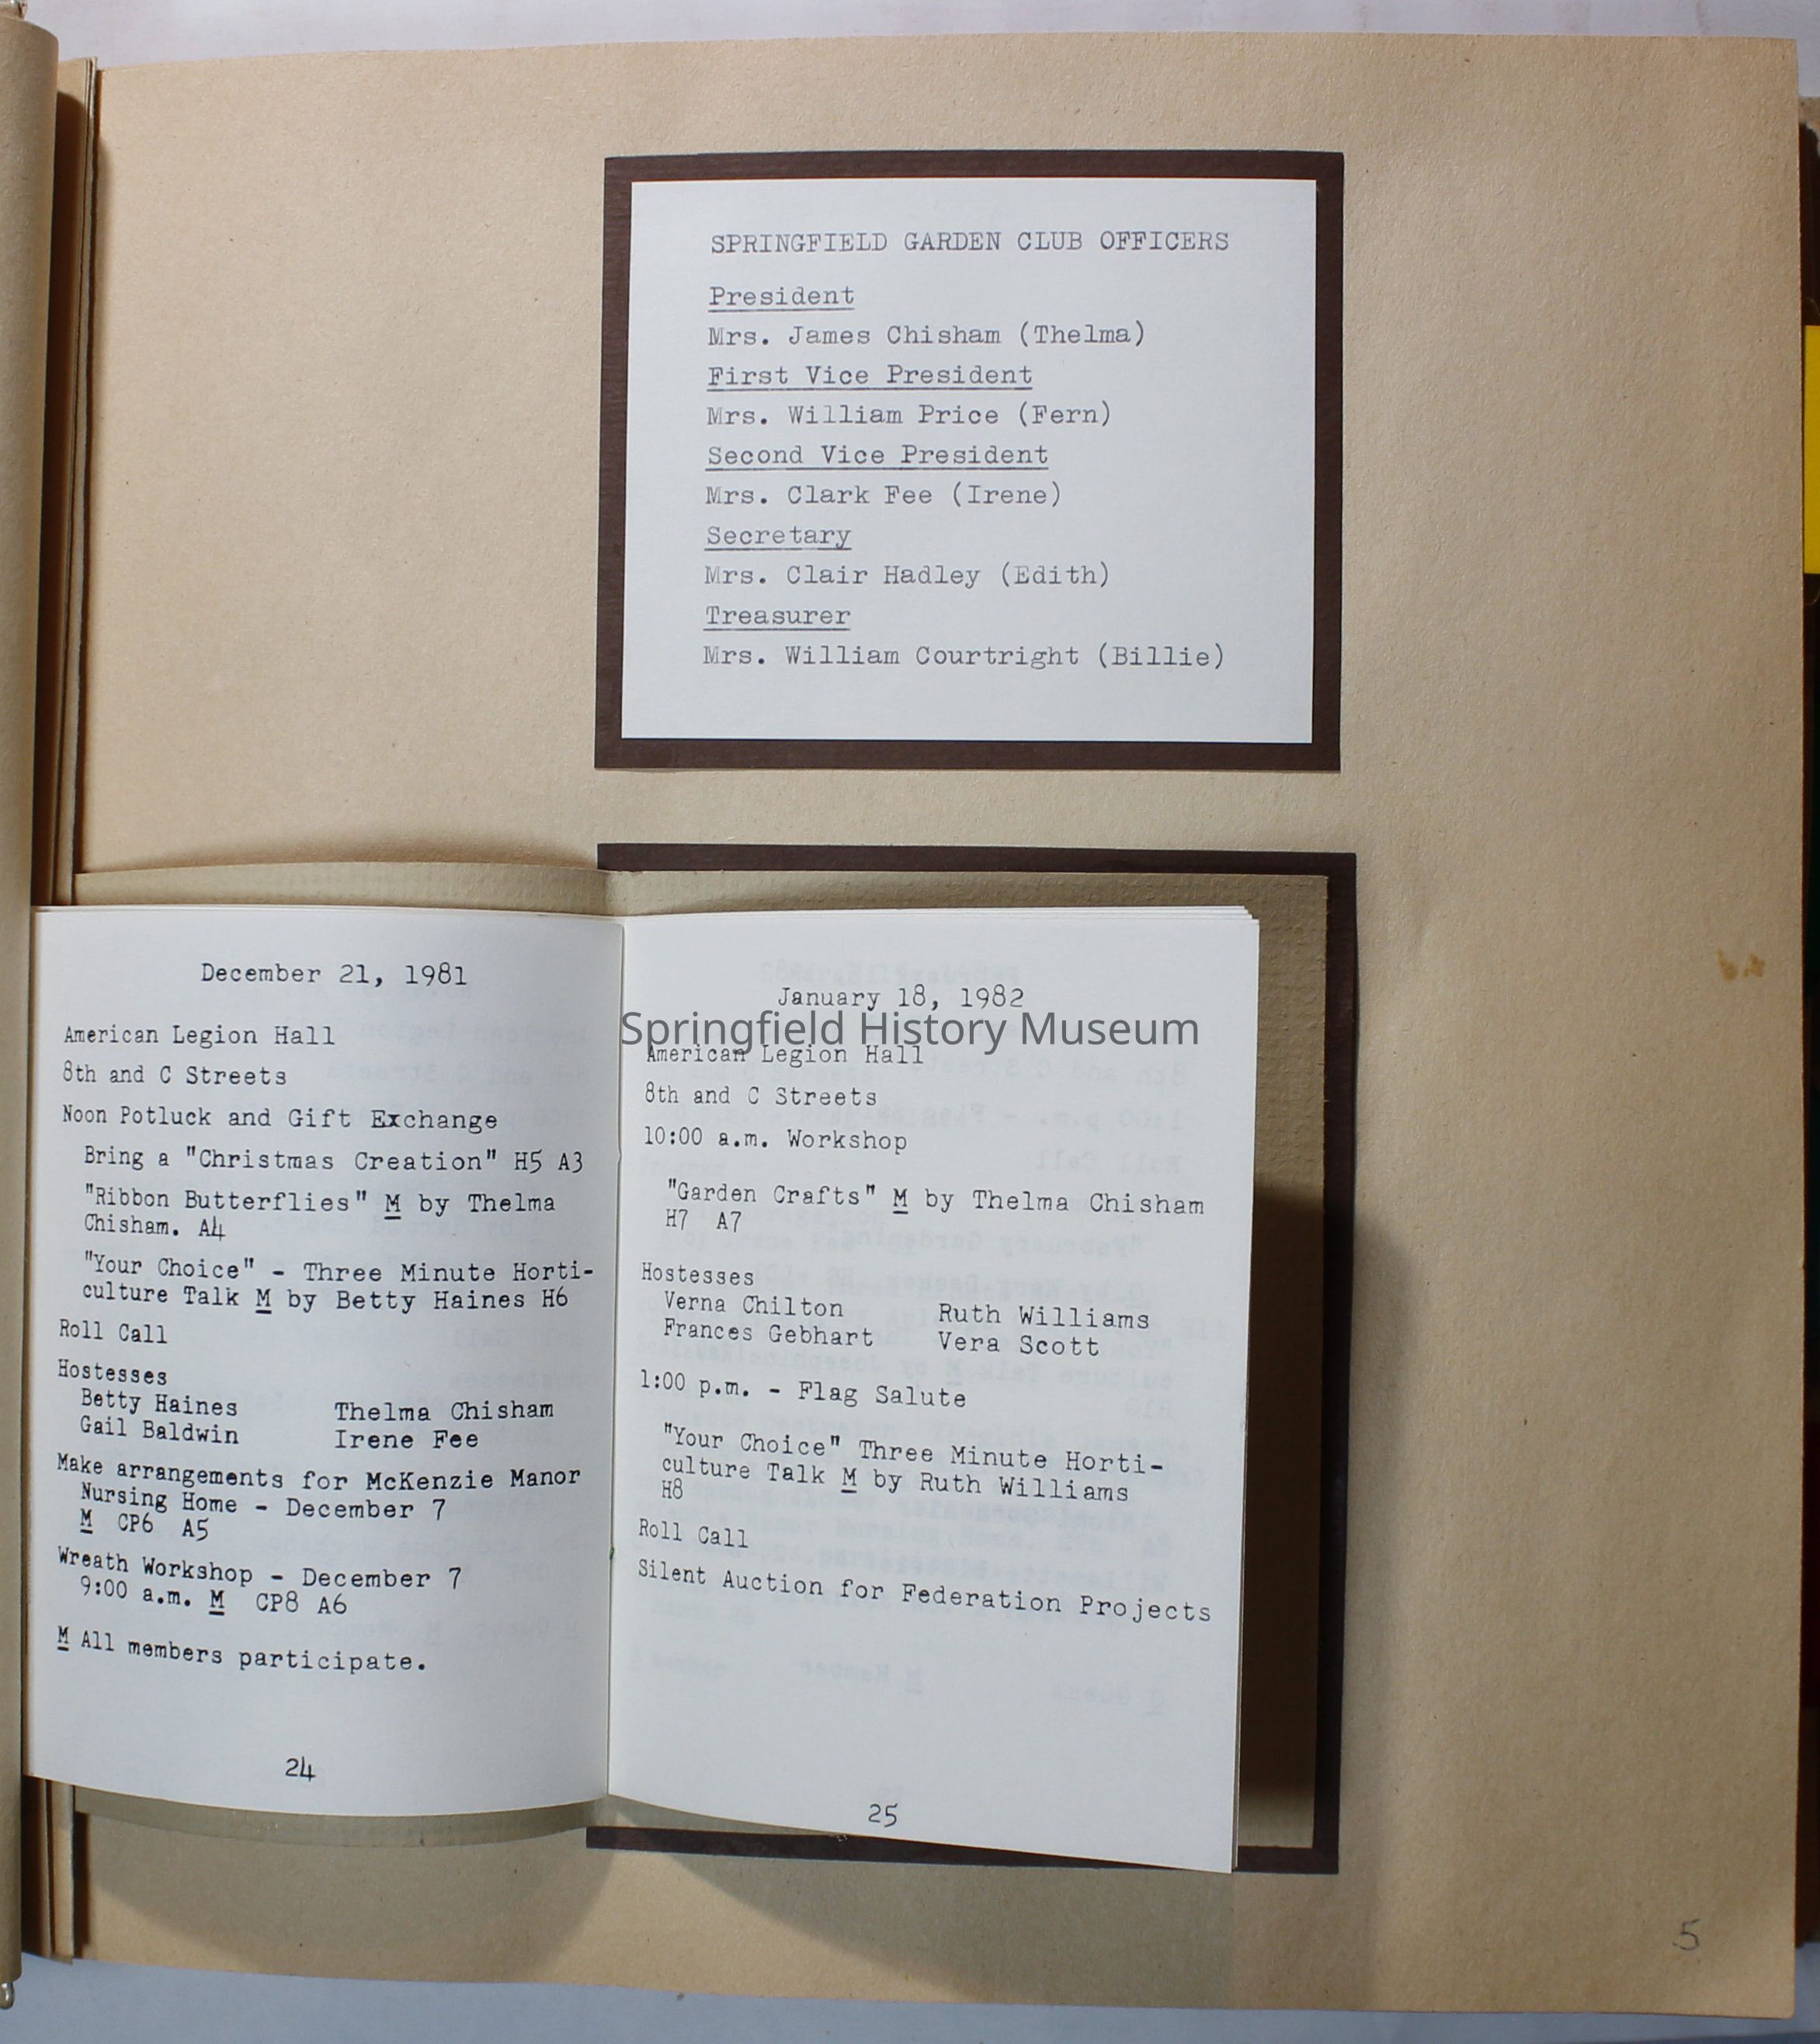 SPRINGFIELD GARDEN CLUB OFFICERS
President
Mrs. James Chisham (Thelma)
First Vice President
Mrs. William Price (Fern)
Second Vice President
Mrs. Clark Fee (Irene)
Secretary
Mrs. Clair Hadley (Edith)
Treasurer
Mrs. William Courtright (Billie)
December 21, 1981
American Legion Hall
8th and C Streets
Noon Potluck and Gift Exchange
Bring a "Christmas Creation" H5 A3
"Ribbon Butterflies" M by Thelma
Chisham. A4
"Your Choice" - Three Minute Horti-
culture Talk M by Betty Haines H6
Roll Call
Hostesses
Betty Haines Thelma Chisham
Gail Baldwin Irene Fee
Make arrangements for McKenzie Manor
Nursing Home - December 7
M CP6 A5
Wreath Workshop - December 7
9:00 a.m. M CP8 A6
M All members participate.
24
January 18, 1982
Springfield History Museum
American Legion Hall
8th and C Streets
10:00 a.m. Workshop
"Garden Crafts" M by Thelma Chisham
H7 A7
Hostesses
Verna Chilton Ruth Williams
Frances Gebhart Vera Scott
1:00 p.m. - Flag Salute
"Your Choice" Three Minute Horti-
culture Talk M by Ruth Williams
H8
Roll Call
Silent Auction for Federation Projects
25
5